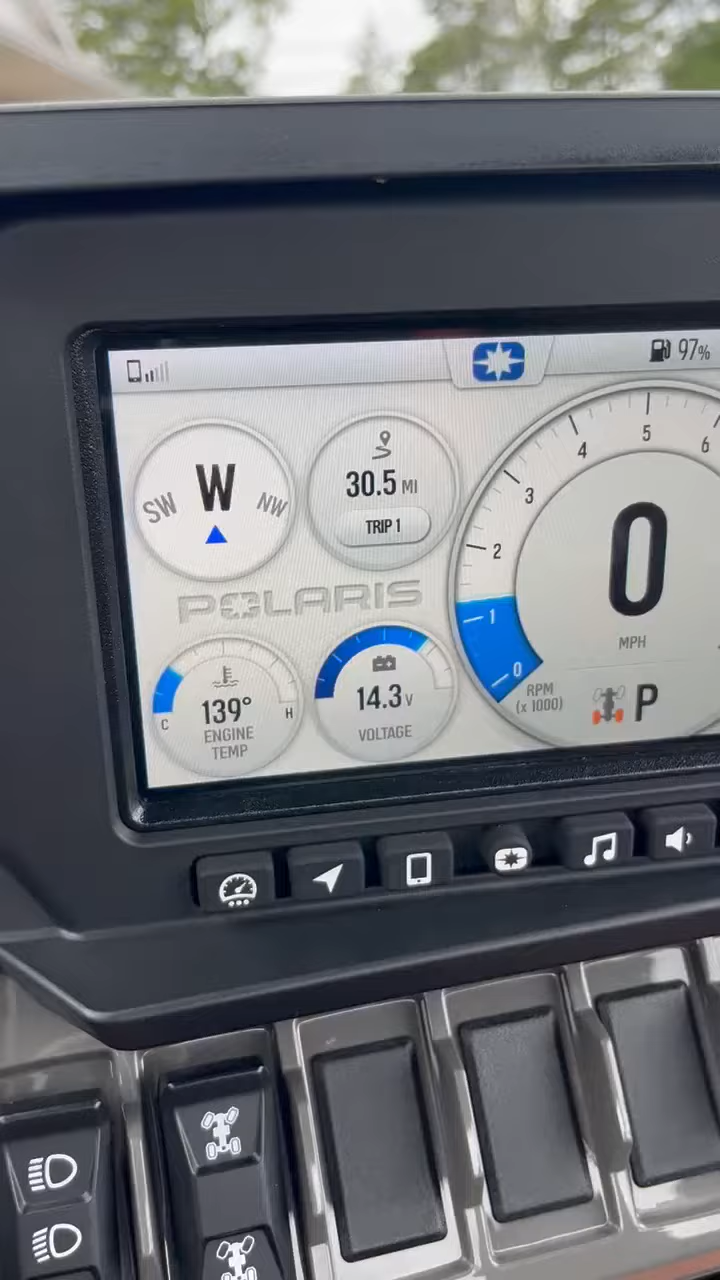 97%
W
SW
NW
30.5 MI
TRIP 1
POLARIS
139°
C
H
ENGINE
TEMP
14.3 V
VOLTAGE
0
1
2
3
4
5
6
RPM
(x 1000)
0
MPH
P